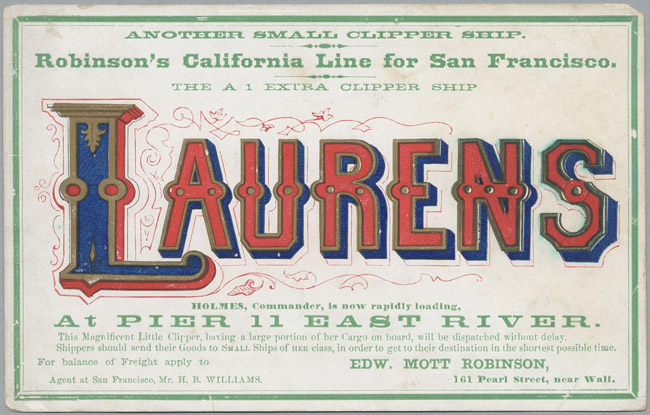 ANOTHER SMALL CLIPPER SHIP.
Robinson's California Line for San Francisco.
THE A 1 EXTRA CLIPPER SHIP
LAURENS
HOLMES, Commander, is now rapidly loading,
At PIER 11 EAST RIVER.
This Magnificent Little Clipper, having a large portion of her Cargo on board, will be dispatched without delay.
Shippers should send their Goods to SMALL Ships of HER class, in order to get to their destination in the shortest possible time.
For balance of Freight apply to
EDW. MOTT ROBINSON,
Agent at San Francisco, Mr. H. B. WILLIAMS.
161 Pearl Street, near Wall.